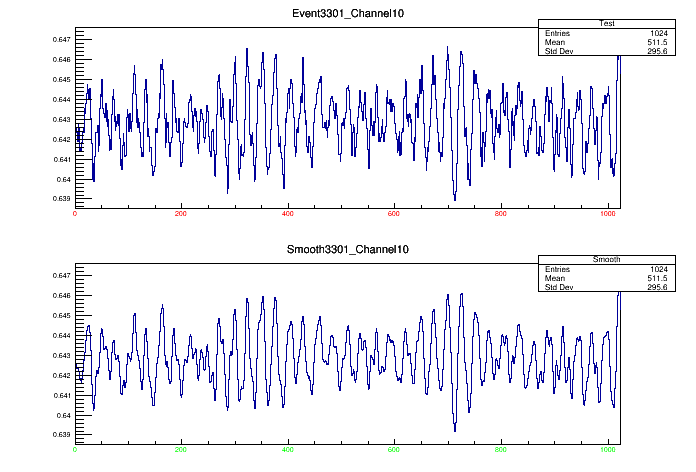 Event3301_Channel10
Test
Entries 1024
Mean 511.5
Std Dev 295.6
0.647
0.646
0.645
0.644
0.643
0.642
0.641
0.64
0.639
0 200 400 600 800 1000
Smooth3301_Channel10
Smooth
Entries 1024
Mean 511.5
Std Dev 295.6
0.647
0.646
0.645
0.644
0.643
0.642
0.641
0.64
0.639
0 200 400 600 800 1000